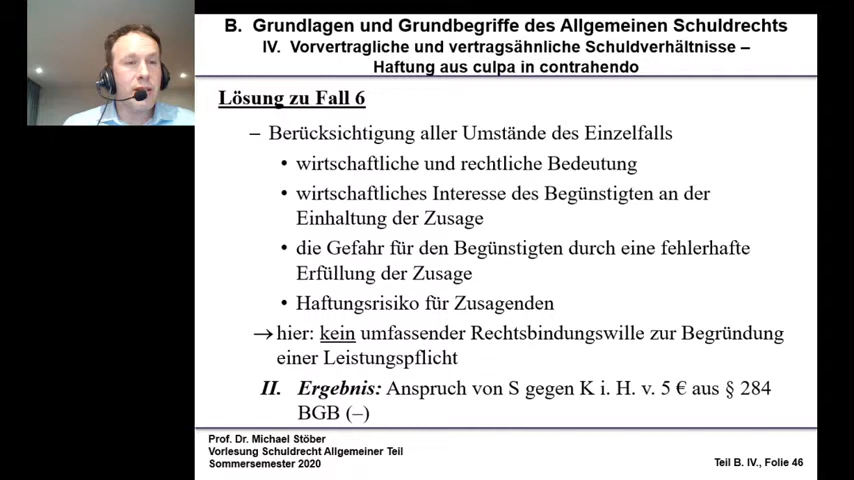 B. Grundlagen und Grundbegriffe des Allgemeinen Schuldrechts
IV. Vorvertragliche und vertragsähnliche Schuldverhältnisse –
Haftung aus culpa in contrahendo
Lösung zu Fall 6
– Berücksichtigung aller Umstände des Einzelfalls
• wirtschaftliche und rechtliche Bedeutung
• wirtschaftliches Interesse des Begünstigten an der
Einhaltung der Zusage
• die Gefahr für den Begünstigten durch eine fehlerhafte
Erfüllung der Zusage
• Haftungsrisiko für Zusagenden
→ hier: kein umfassender Rechtsbindungswille zur Begründung
einer Leistungspflicht
II. Ergebnis: Anspruch von S gegen K i. H. v. 5 € aus § 284
BGB (–)
Prof. Dr. Michael Stöber
Vorlesung Schuldrecht Allgemeiner Teil
Sommersemester 2020
Teil B. IV., Folie 46